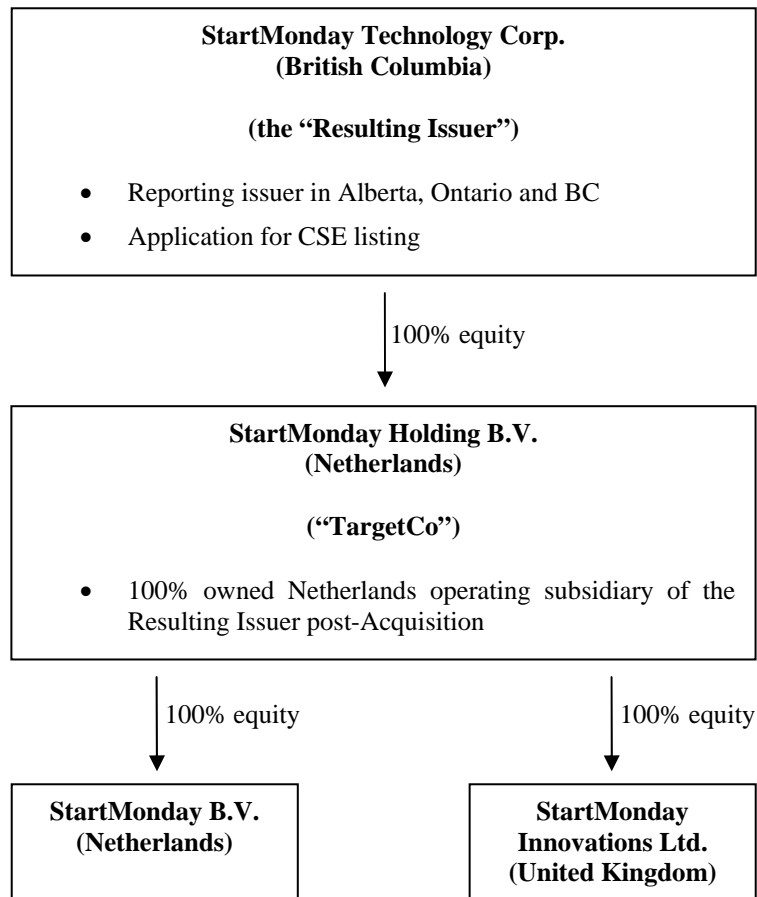 StartMonday Technology Corp.
(British Columbia)
(the “Resulting Issuer”)
• Reporting issuer in Alberta, Ontario and BC
• Application for CSE listing
100% equity
StartMonday Holding B.V.
(Netherlands)
(“TargetCo”)
• 100% owned Netherlands operating subsidiary of the
Resulting Issuer post-Acquisition
100% equity
100% equity
StartMonday B.V.
(Netherlands)
StartMonday
Innovations Ltd.
(United Kingdom)